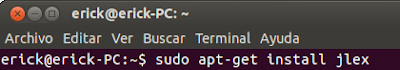 erick@erick-PC: ~
Archivo Editar Ver Buscar Terminal Ayuda
erick@erick-PC:~$ sudo apt-get install jlex